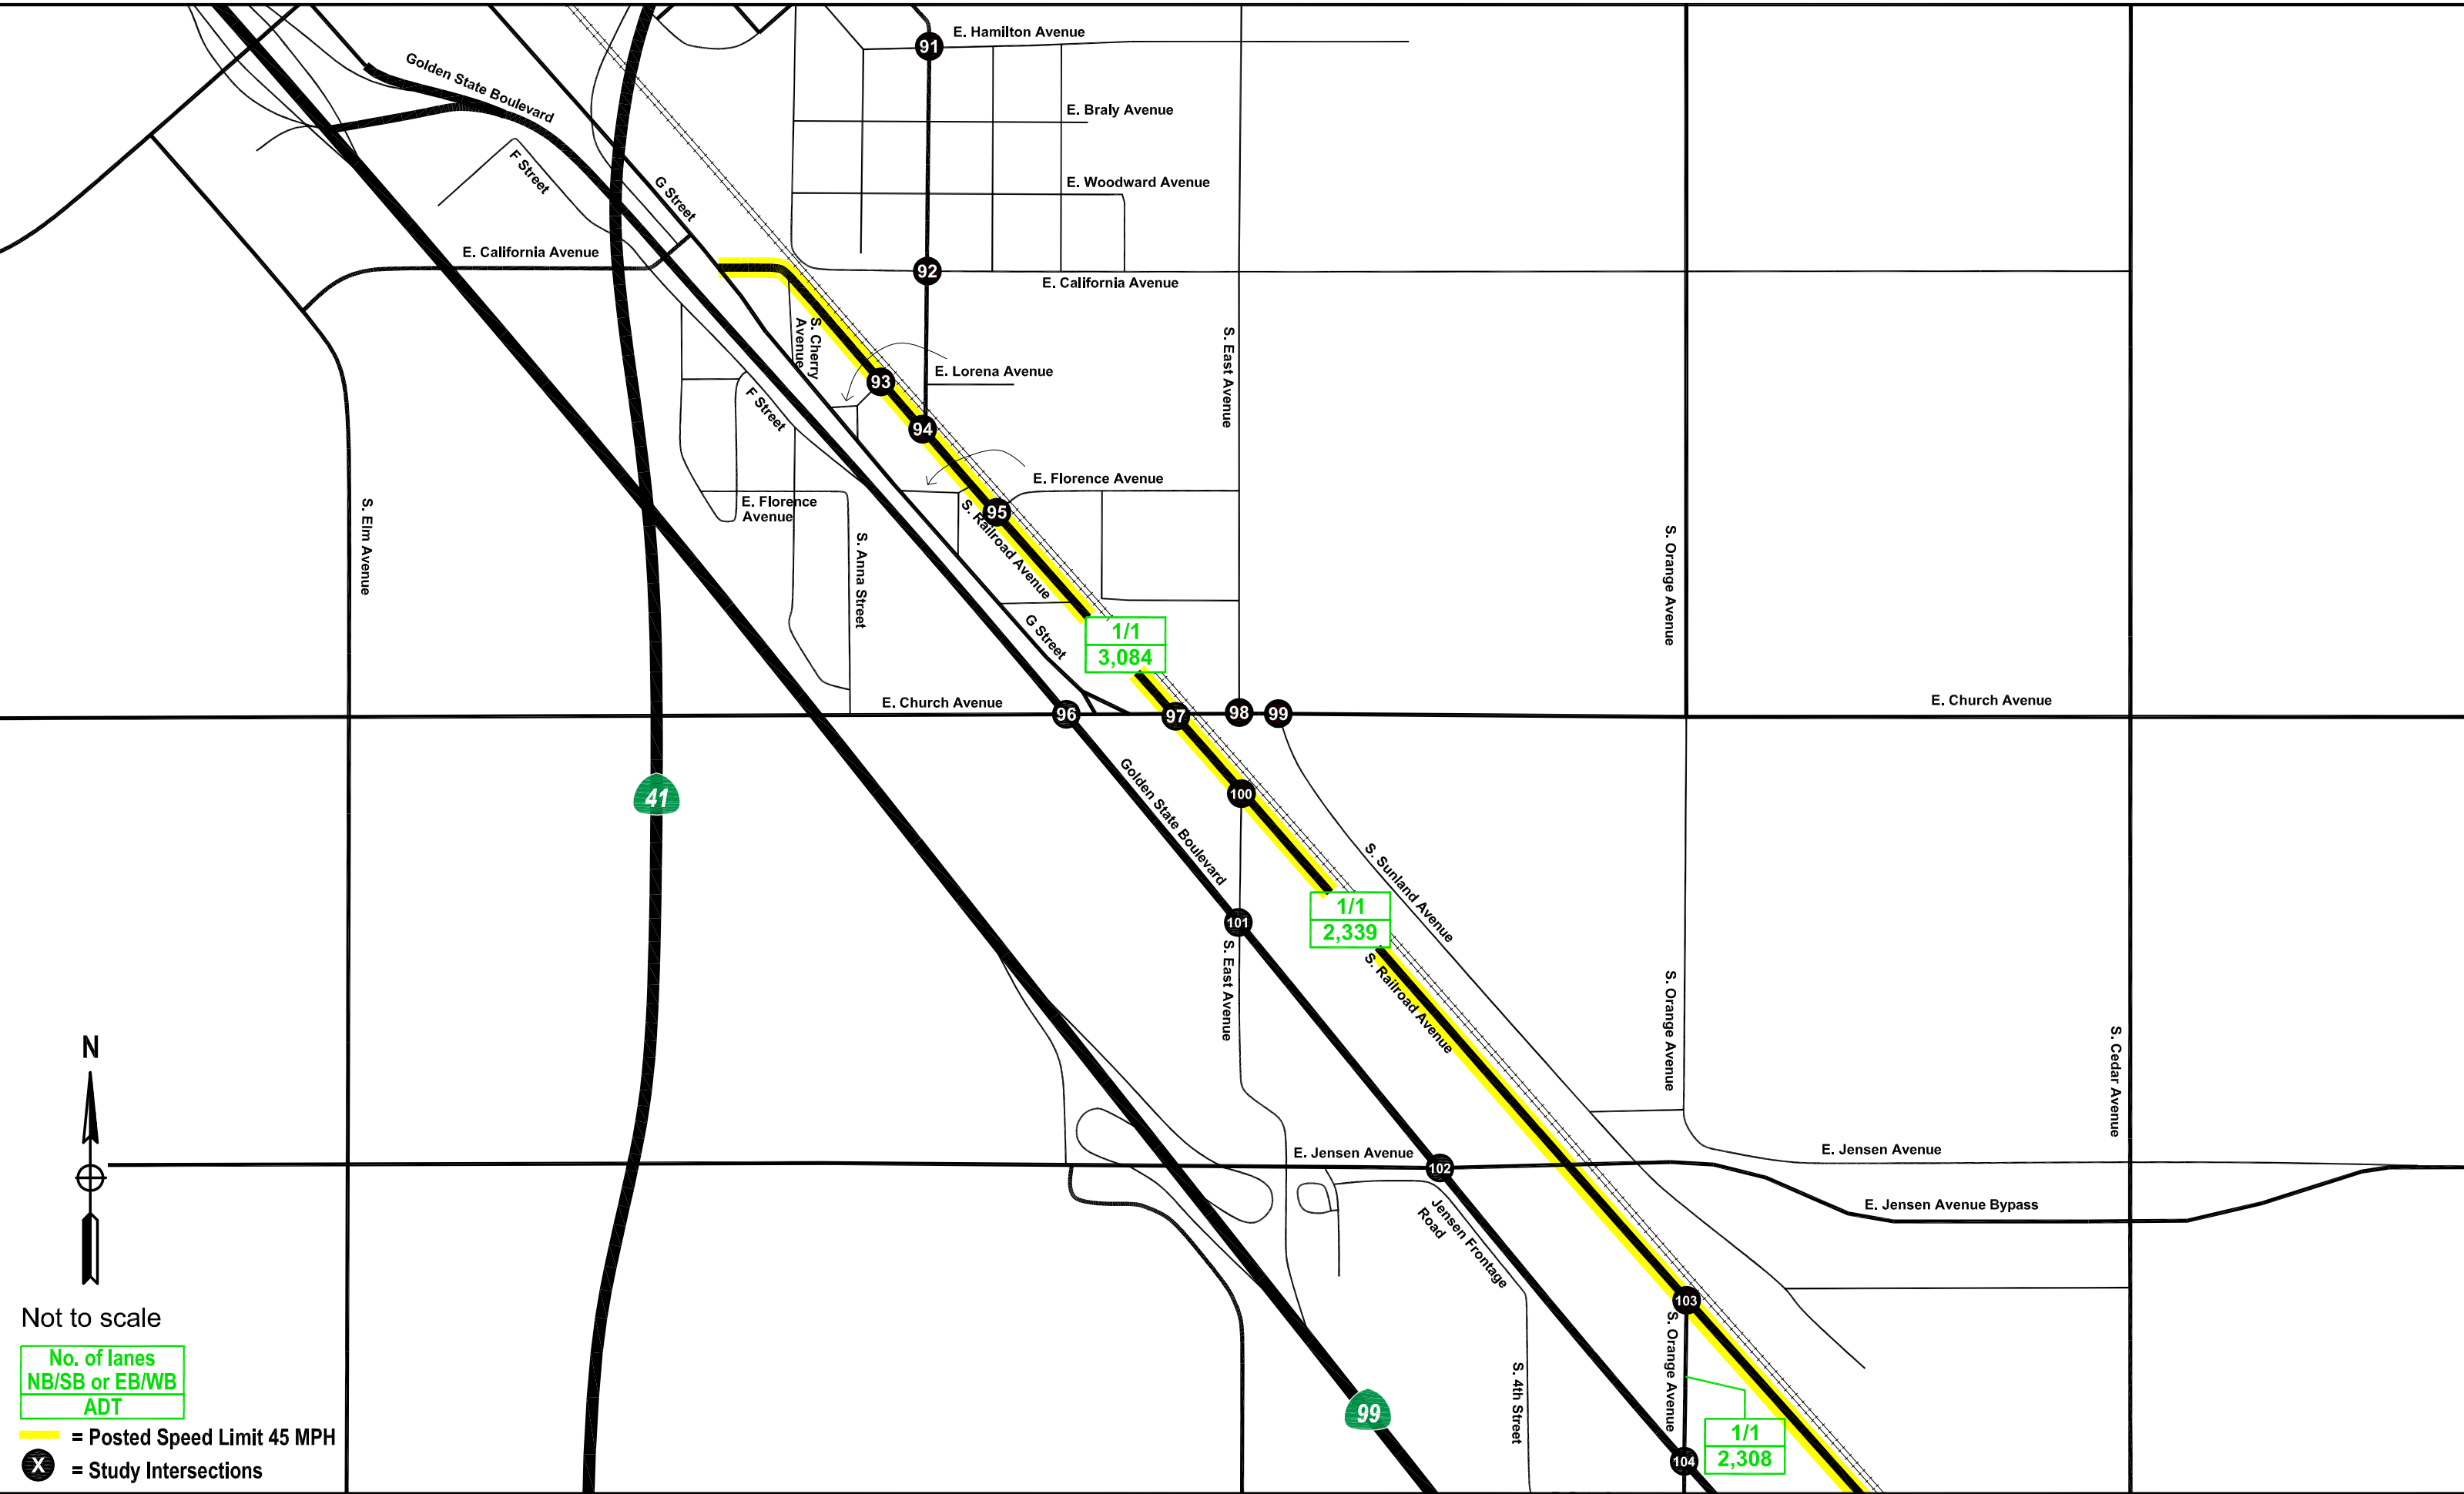 91
E. Hamilton Avenue
Golden State Boulevard
E. Braly Avenue
F Street
G Street
E. Woodward Avenue
E. California Avenue
92
E. California Avenue
S. Cherry
Avenue
S. East Avenue
93
E. Lorena Avenue
F Street
94
E. Florence Avenue
E. Florence
Avenue
S. Elm Avenue
95
S. Railroad Avenue
S. Anna Street
S. Orange Avenue
G Street
1/1
3,084
E. Church Avenue
96
97
98
99
E. Church Avenue
41
Golden State Boulevard
100
S. Sunland Avenue
1/1
2,339
101
S. East Avenue
S. Railroad Avenue
S. Orange Avenue
S. Cedar Avenue
N
E. Jensen Avenue
102
E. Jensen Avenue
E. Jensen Avenue Bypass
Jensen Frontage
Road
103
S. Orange Avenue
S. 4th Street
99
1/1
2,308
104
Not to scale
No. of lanes
NB/SB or EB/WB
ADT
= Posted Speed Limit 45 MPH
X
= Study Intersections